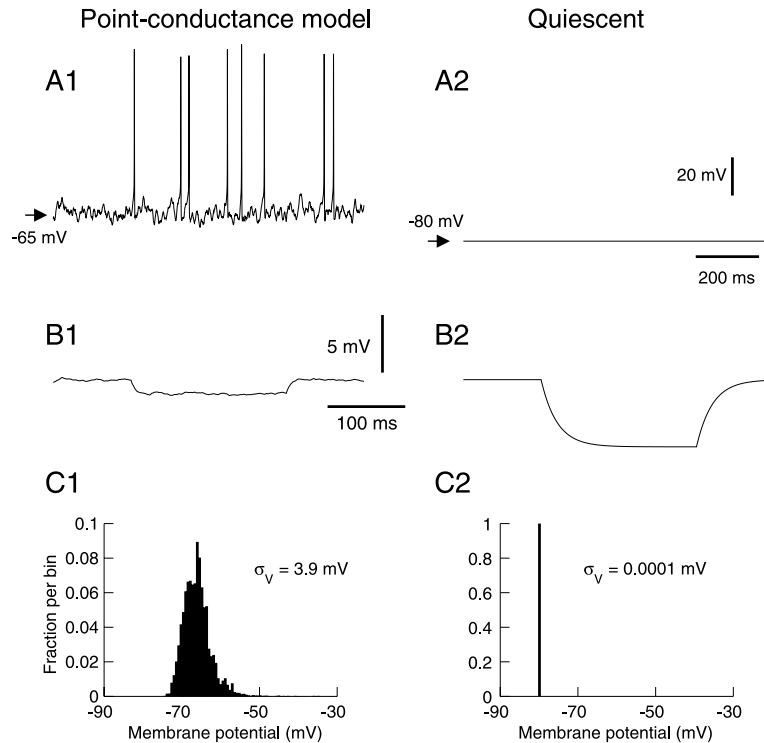 Point-conductance model
Quiescent
A1
A2
20 mV
-65 mV
-80 mV
200 ms
B1
B2
5 mV
100 ms
C1
C2
0.1
0.08
0.06
0.04
0.02
0
Fraction per bin
σV = 3.9 mV
-90
-70
-50
-30
Membrane potential (mV)
1
0.8
0.6
0.4
0.2
0
σV = 0.0001 mV
-90
-70
-50
-30
Membrane potential (mV)